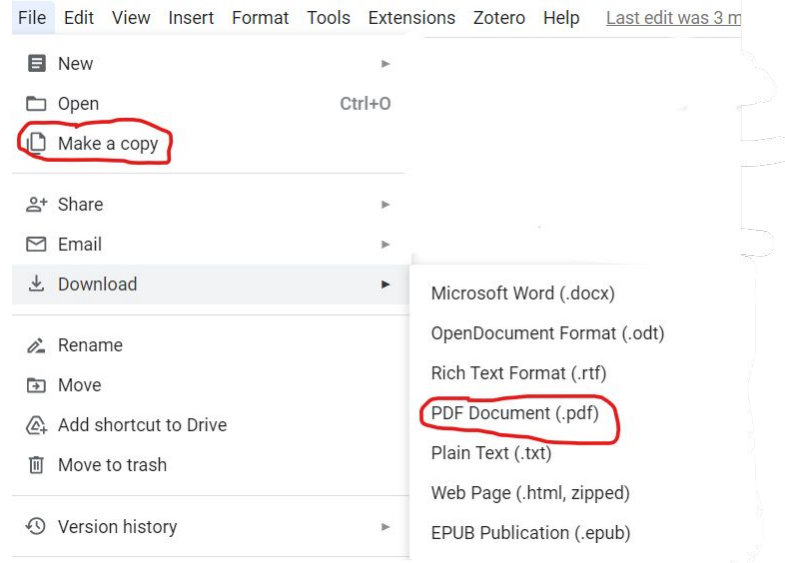 File Edit View Insert Format Tools Extensions Zotero Help Last edit was 3
New
Open Ctrl+O
Make a copy
Share
Email
Download
Rename
Move
Add shortcut to Drive
Move to trash
Version history
Microsoft Word (.docx)
OpenDocument Format (.odt)
Rich Text Format (.rtf)
PDF Document (.pdf)
Plain Text (.txt)
Web Page (.html, zipped)
EPUB Publication (.epub)